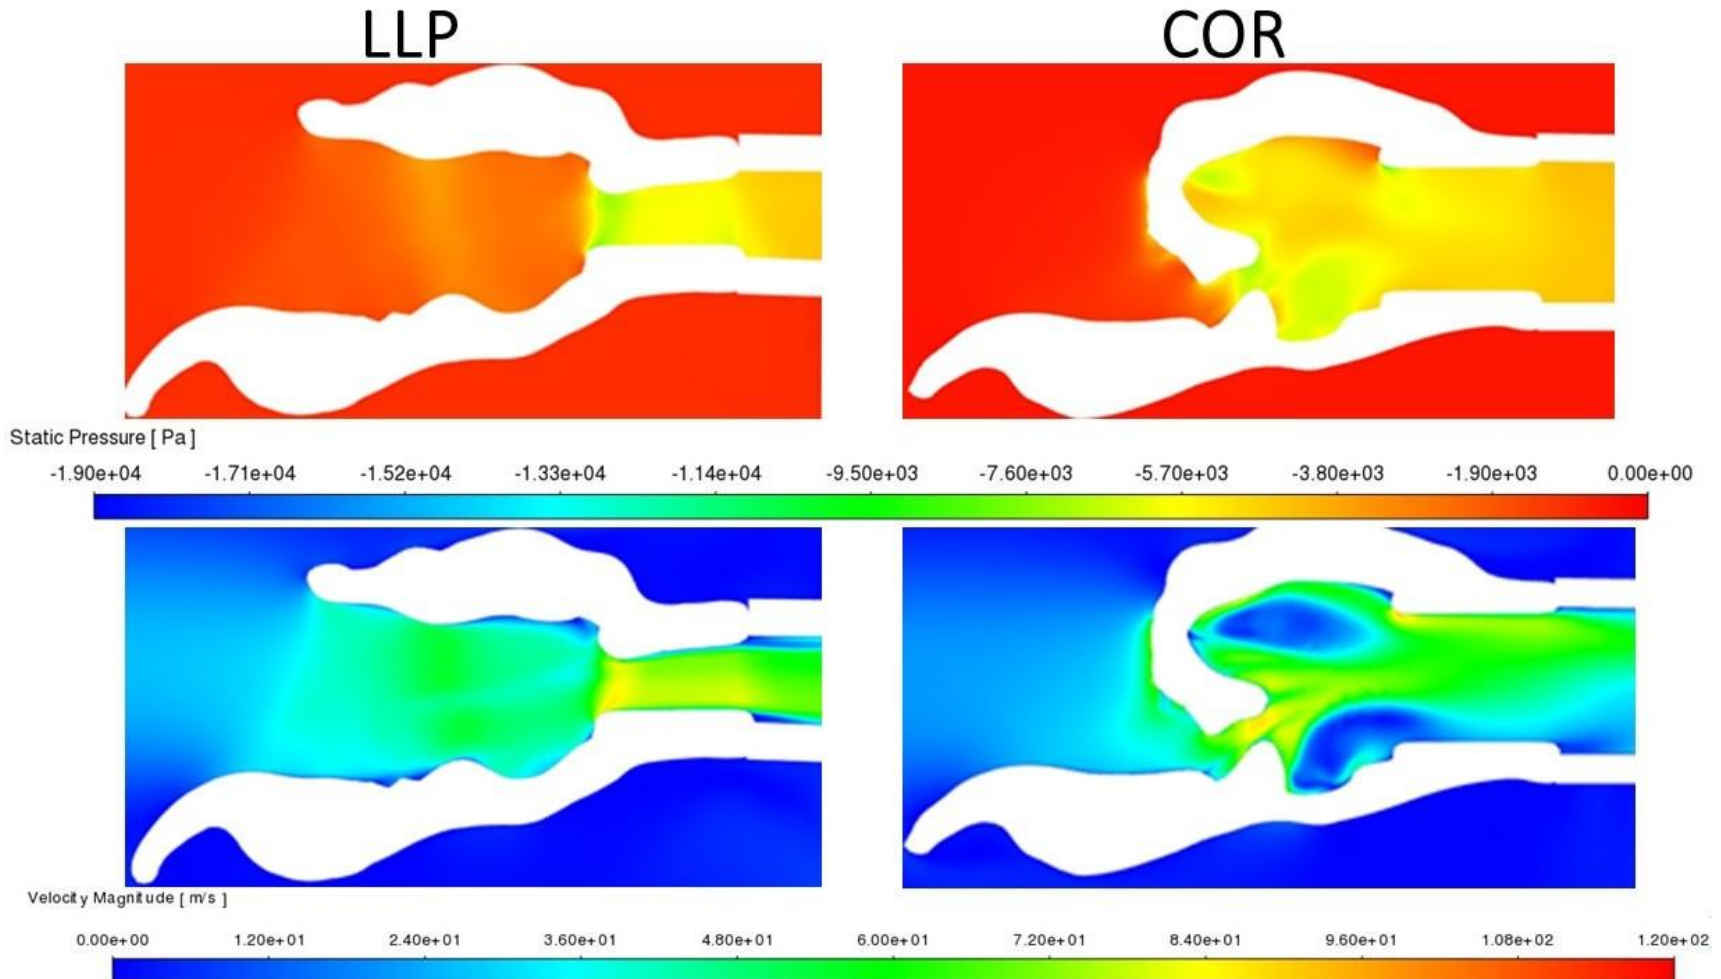 LLP COR
Static Pressure [ Pa ]
-1.90e+04 -1.71e+04 -1.52e+04 -1.33e+04 -1.14e+04 -9.50e+03 -7.60e+03 -5.70e+03 -3.80e+03 -1.90e+03 0.00e+00
Velocity Magnitude [ m/s ]
0.00e+00 1.20e+01 2.40e+01 3.60e+01 4.80e+01 6.00e+01 7.20e+01 8.40e+01 9.60e+01 1.08e+02 1.20e+02